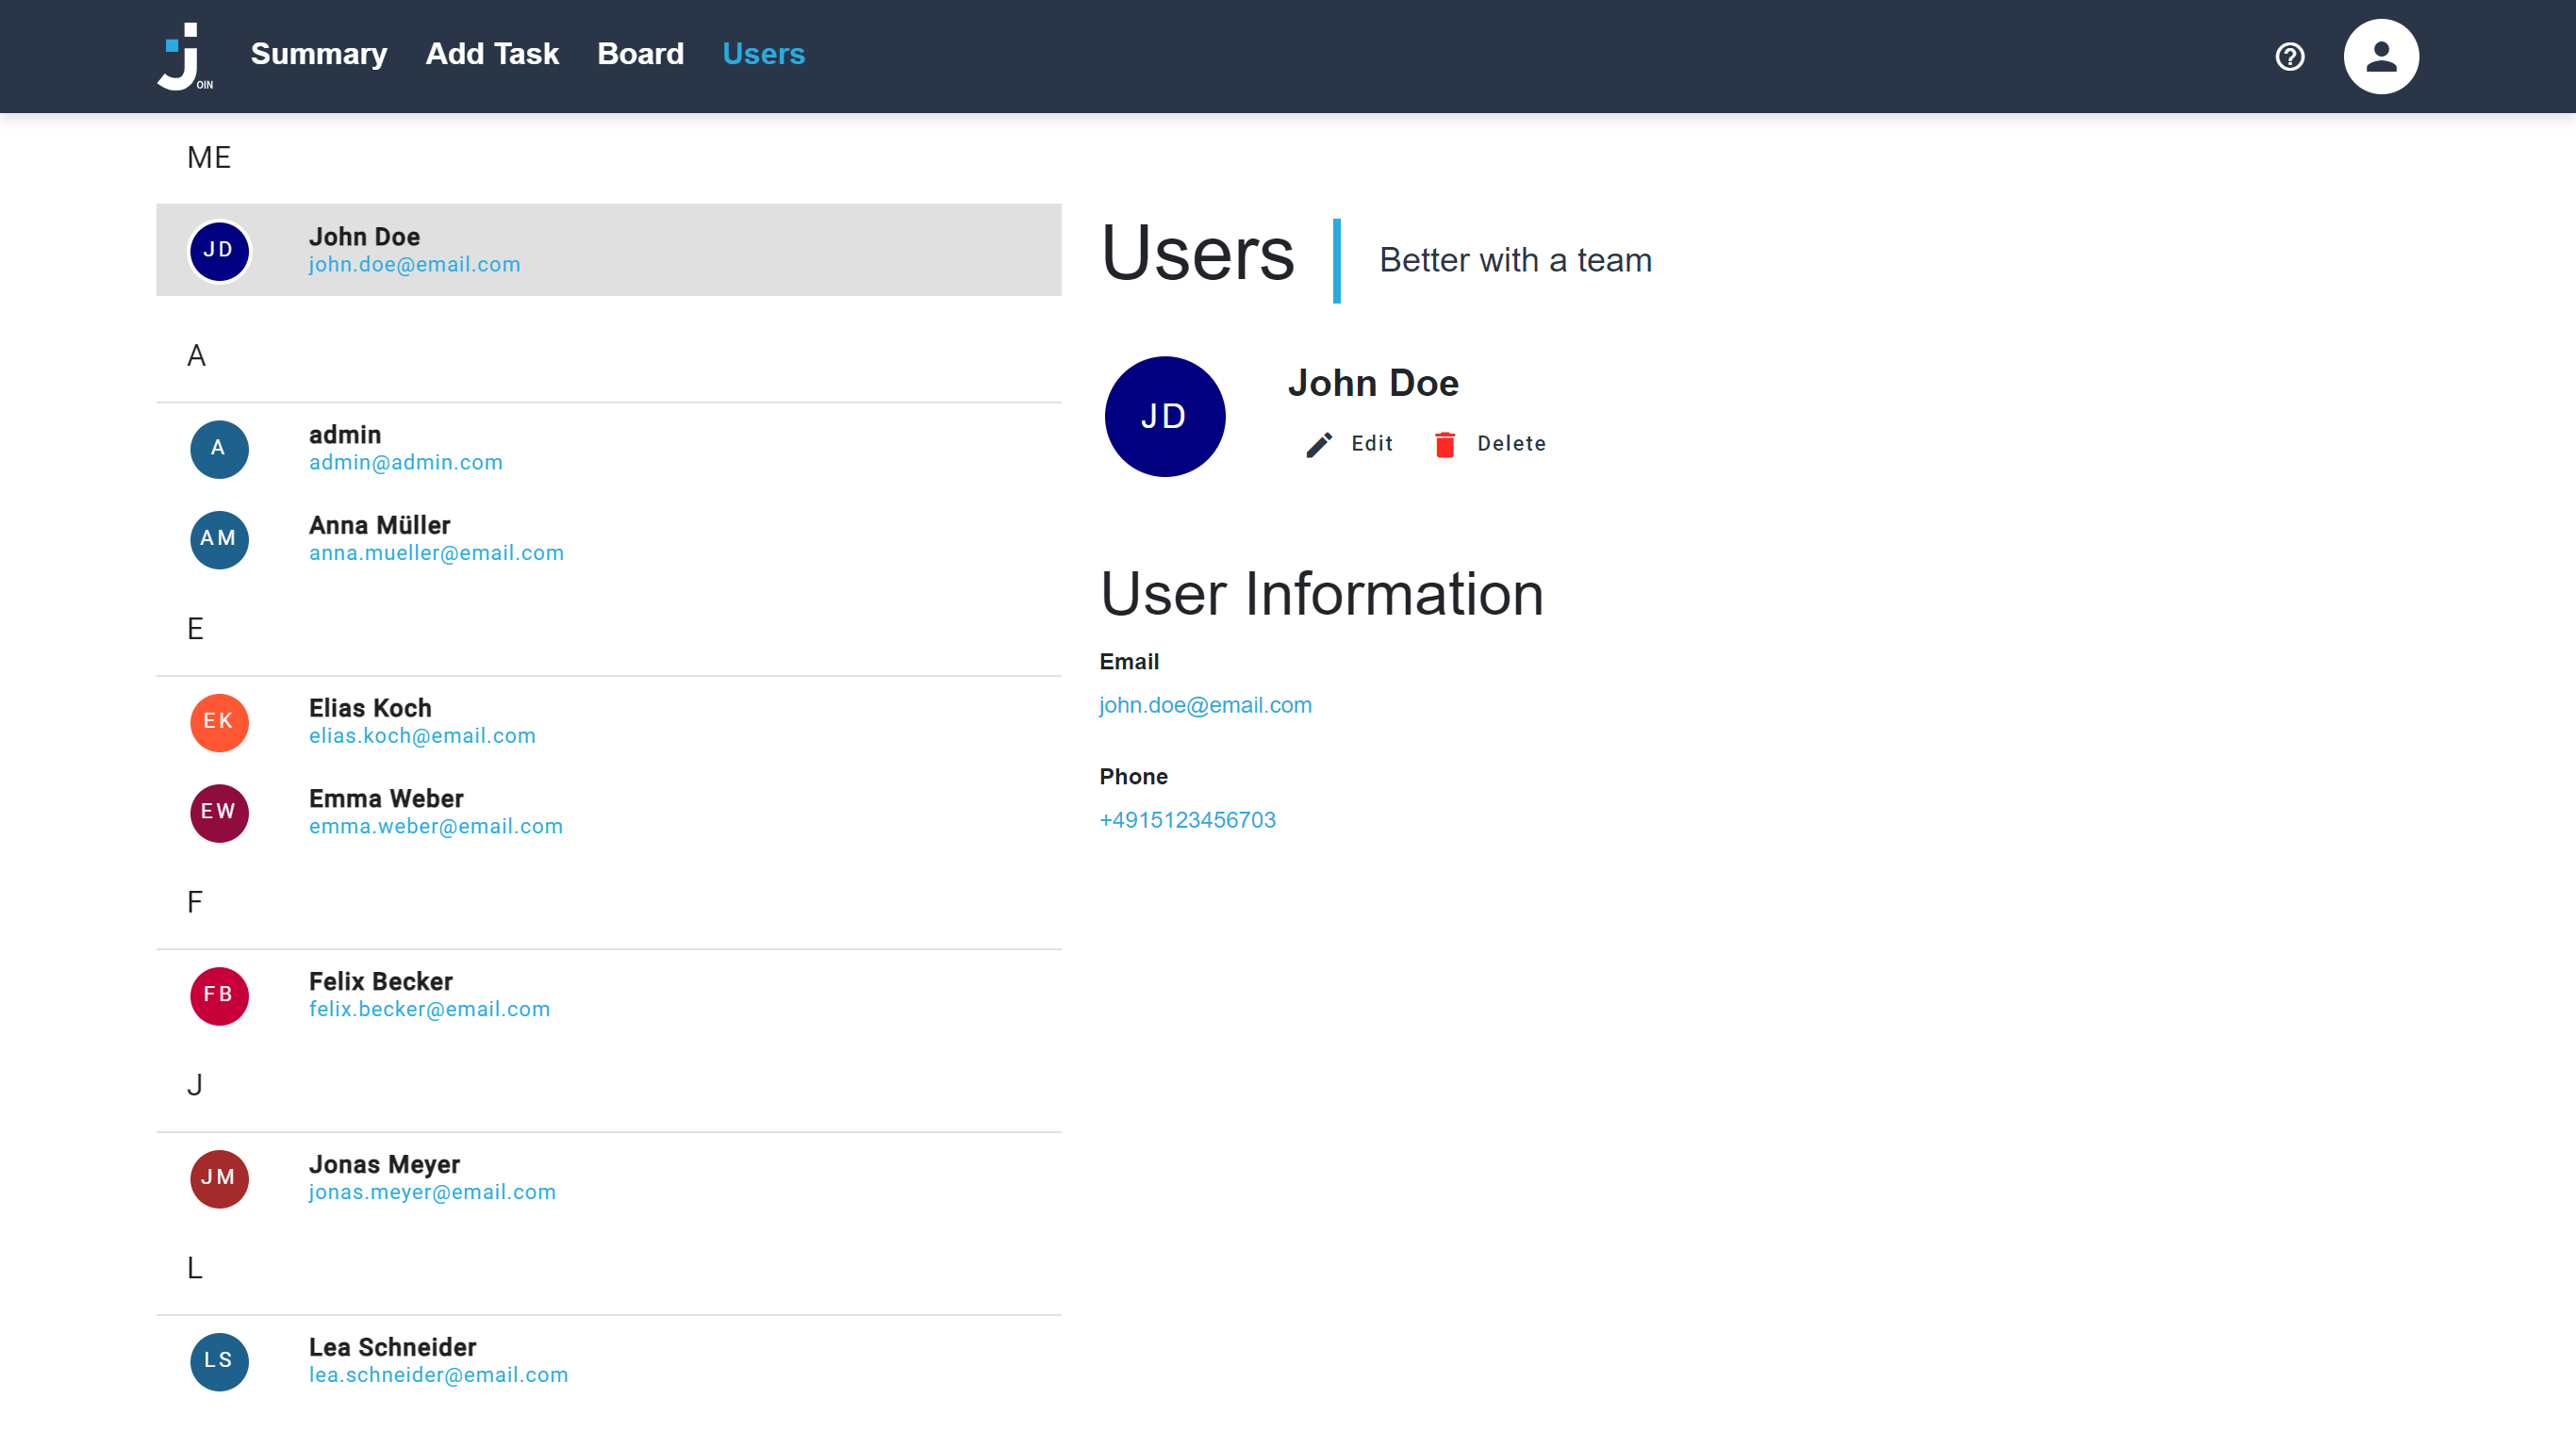 OIN
Summary Add Task Board Users
ME
JD
John Doe
john.doe@email.com
A
A
admin
admin@admin.com
AM
Anna Müller
anna.mueller@email.com
E
EK
Elias Koch
elias.koch@email.com
EW
Emma Weber
emma.weber@email.com
F
FB
Felix Becker
felix.becker@email.com
J
JM
Jonas Meyer
jonas.meyer@email.com
L
LS
Lea Schneider
lea.schneider@email.com
Users
Better with a team
JD
John Doe
Edit Delete
User Information
Email
john.doe@email.com
Phone
+4915123456703